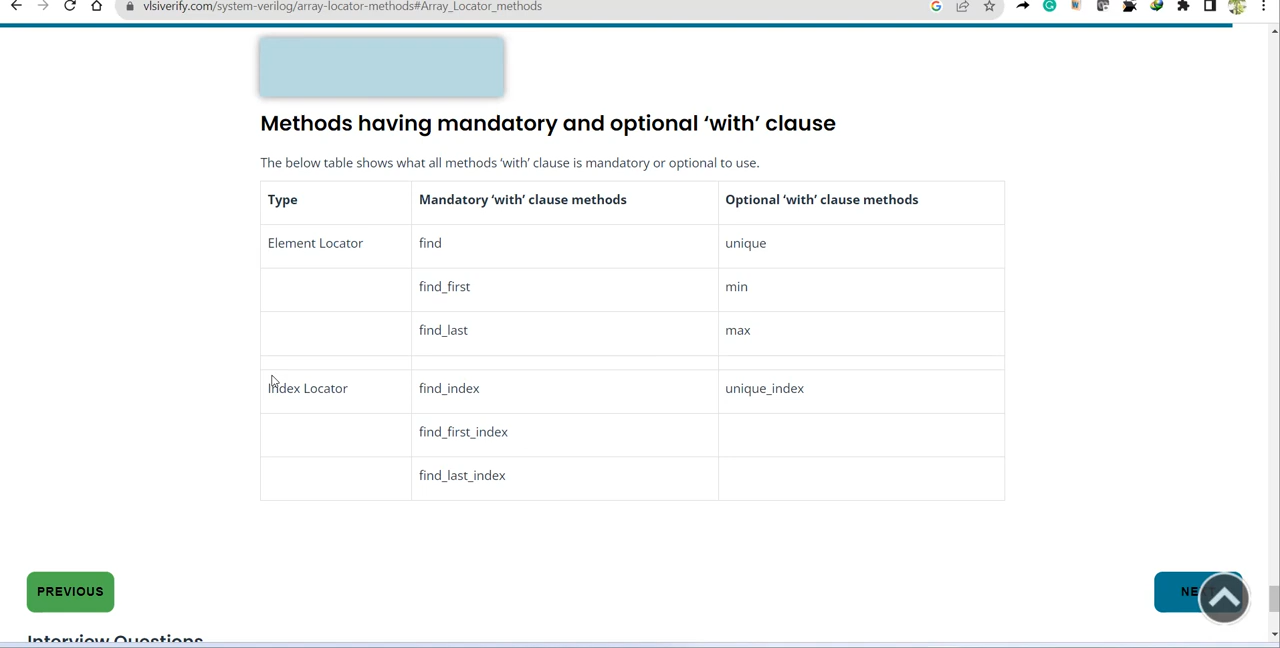 vlsiverify.com/system-verilog/array-locator-methods#Array_Locator_methods
Methods having mandatory and optional ‘with’ clause
The below table shows what all methods ‘with’ clause is mandatory or optional to use.
Type Mandatory ‘with’ clause methods Optional ‘with’ clause methods
Element Locator find unique
find_first min
find_last max
Index Locator find_index unique_index
find_first_index
find_last_index
PREVIOUS
Interview Questions